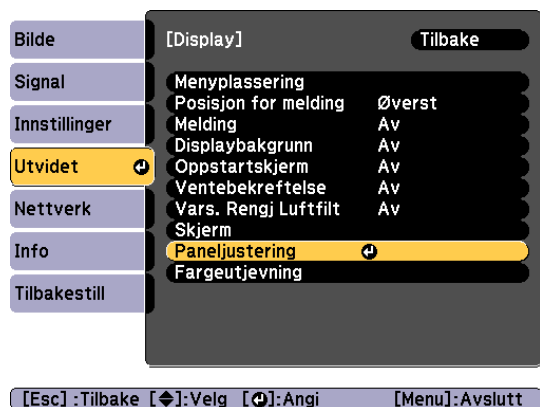 Bilde
Signal
Innstillinger
Utvidet
Nettverk
Info
Tilbakestill
[Display] Tilbake
Menyplassering
Posisjon for melding Øverst
Melding Av
Displaybakgrunn Av
Oppstartskjerm Av
Ventebekreftelse Av
Vars. Rengj Luftfilt Av
Skjerm
Paneljustering
Fargeutjevning
[Esc] :Tilbake [◆]:Velg [⏎]:Angi [Menu]:Avslutt